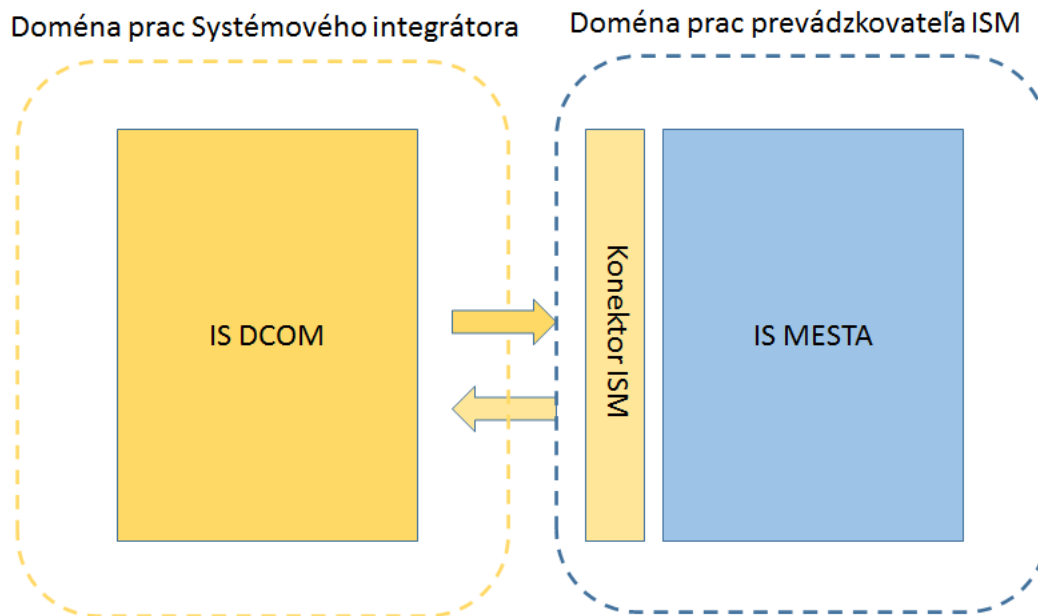 Doména prac Systémového integrátora
Doména prac prevádzkovateľa ISM
IS DCOM
Konektor ISM
IS MESTA